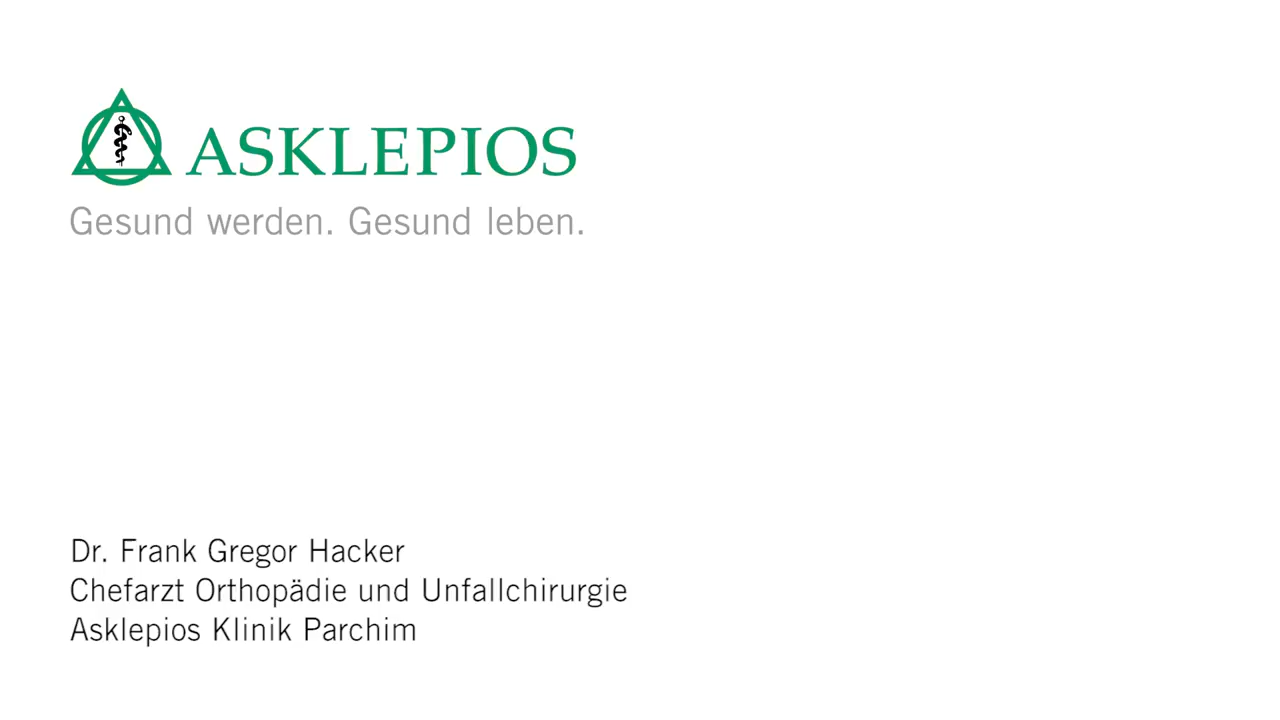 ASKLEPIOS
Gesund werden. Gesund leben.
Dr. Frank Gregor Hacker
Chefarzt Orthopädie und Unfallchirurgie
Asklepios Klinik Parchim